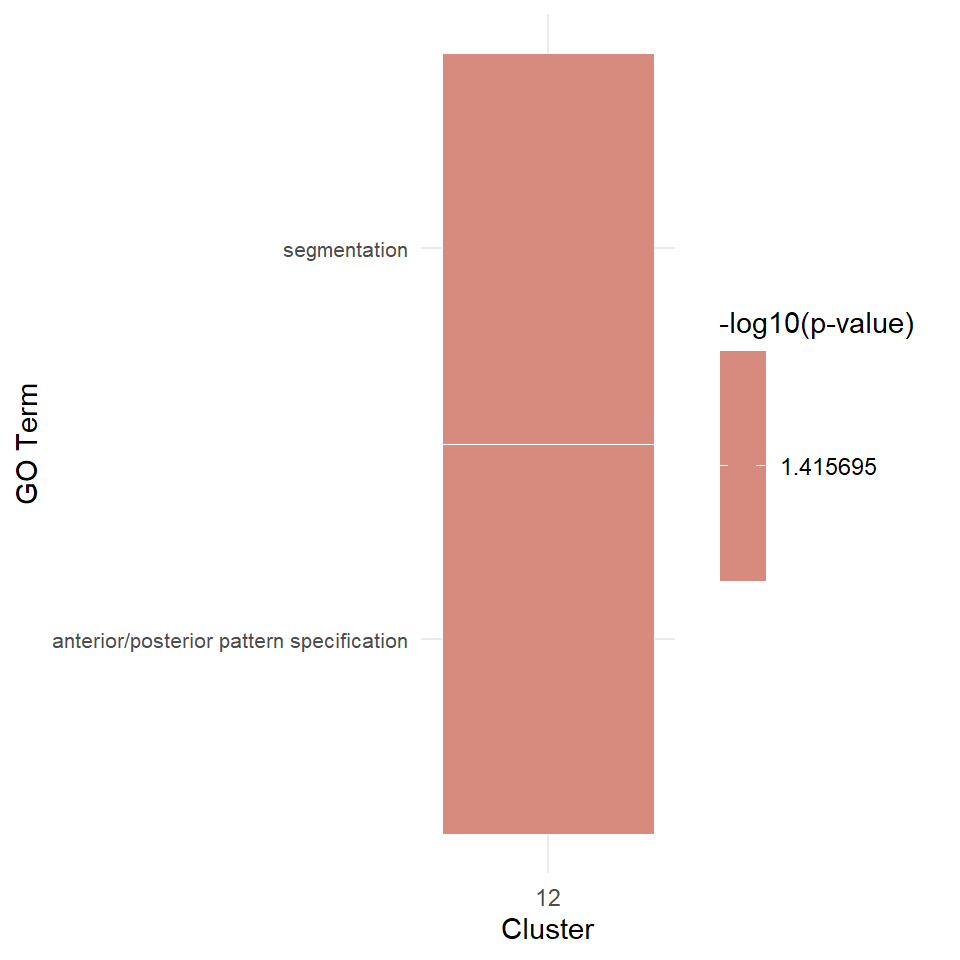 segmentation
anterior/posterior pattern specification
GO Term
12
Cluster
-log10(p-value)
1.415695